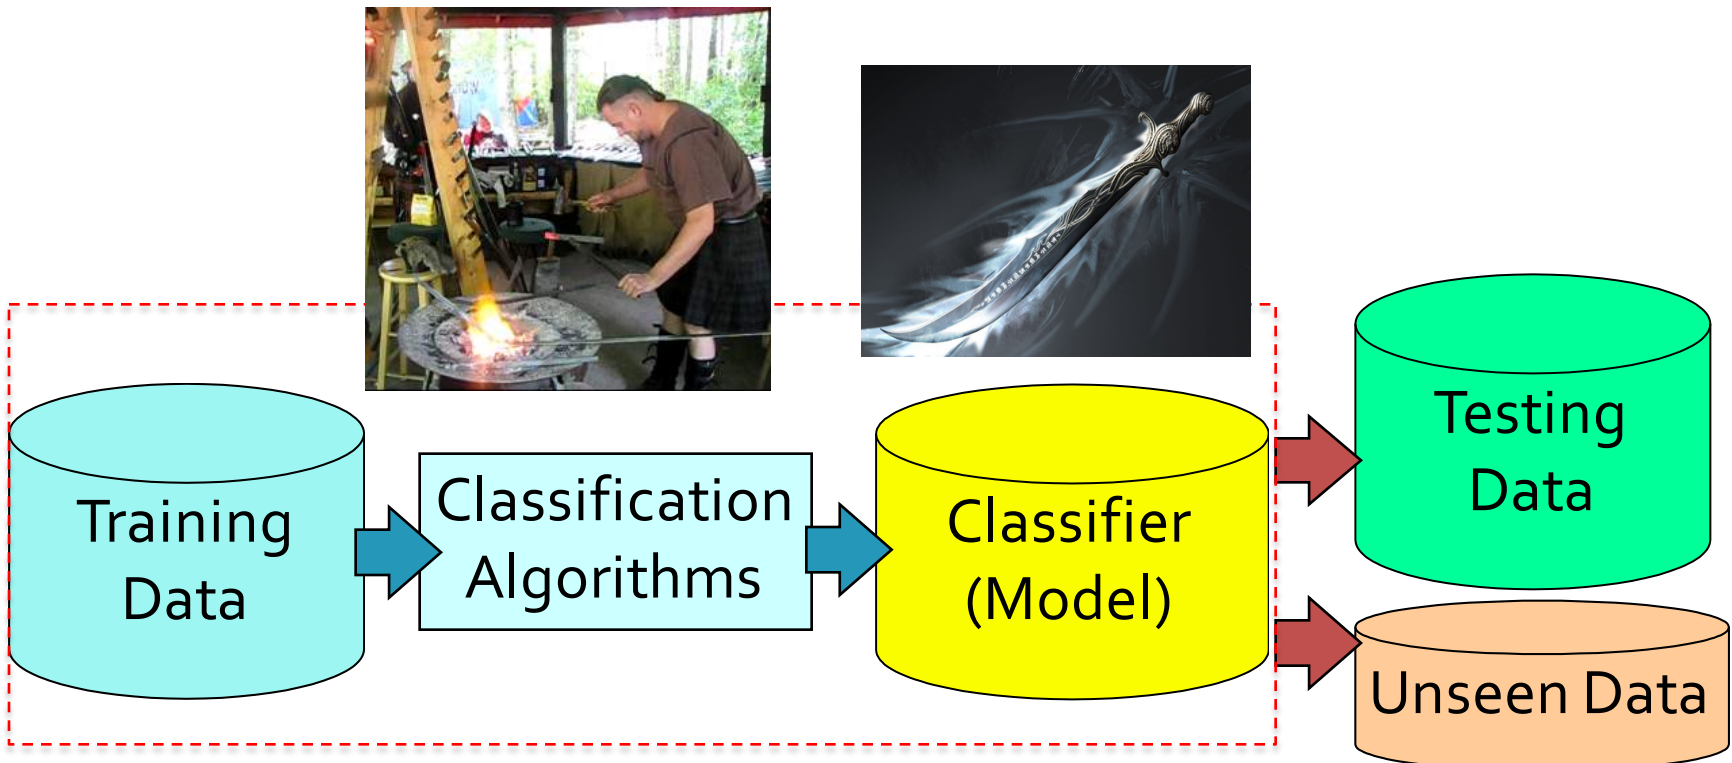 Training
Data
Classification
Algorithms
Classifier
(Model)
Testing
Data
Unseen Data